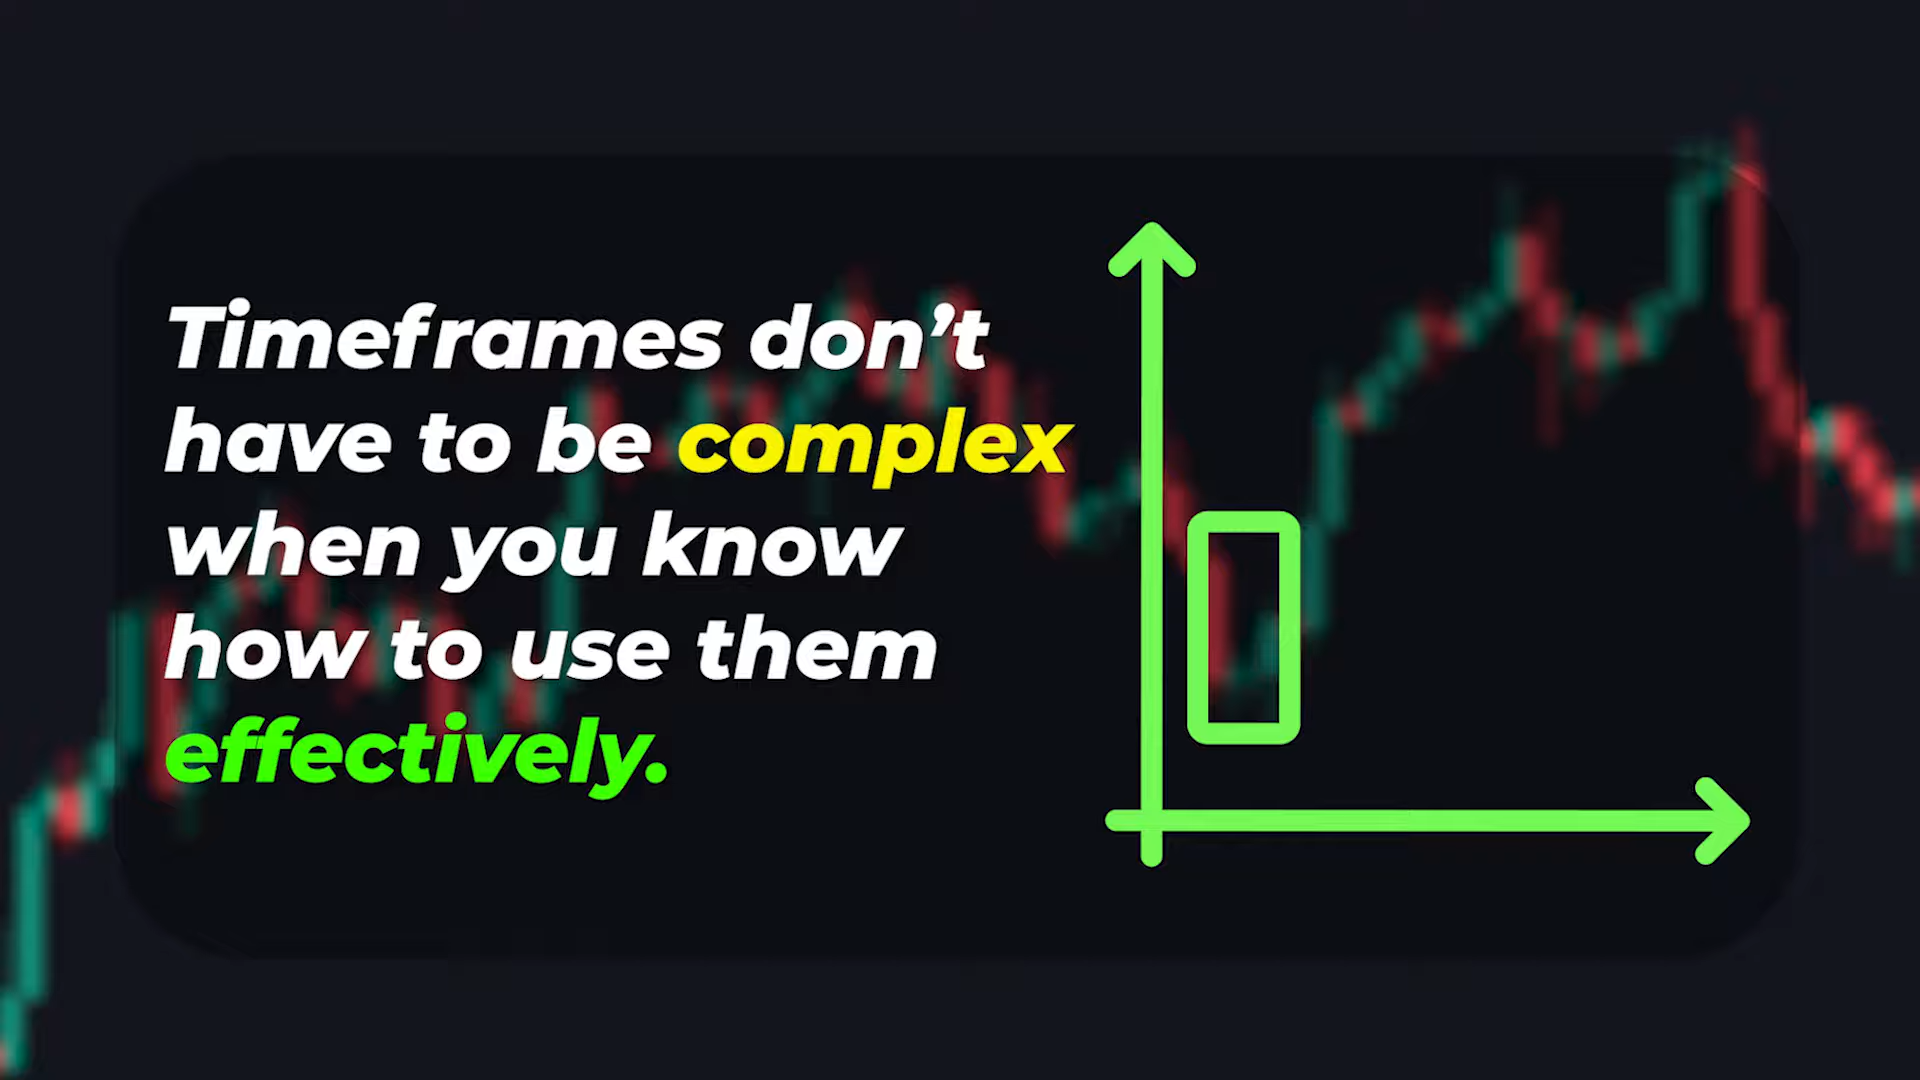 Timeframes don’t
have to be complex
when you know
how to use them
effectively.